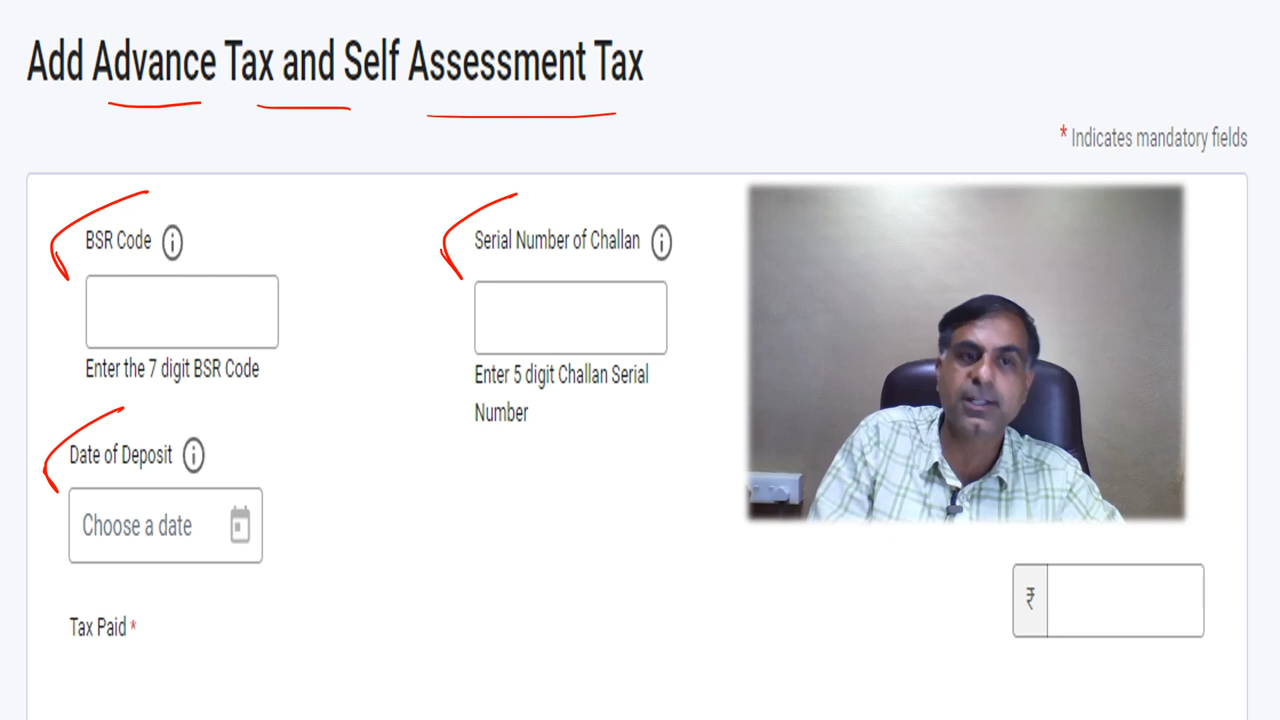 Add Advance Tax and Self Assessment Tax
* Indicates mandatory fields
BSR Code
Serial Number of Challan
Enter the 7 digit BSR Code
Enter 5 digit Challan Serial
Number
Date of Deposit
Choose a date
₹
Tax Paid *